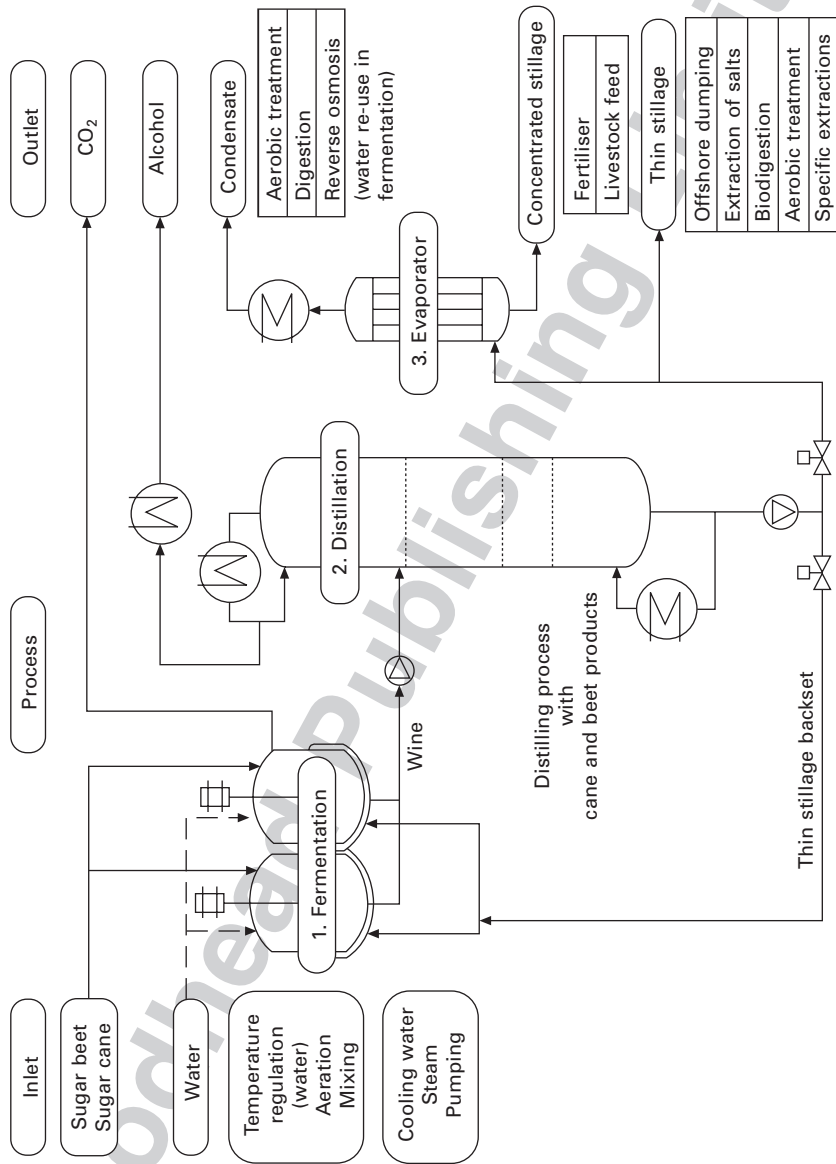 Inlet
Process
Outlet
Sugar beet
Sugar cane
CO₂
Water
Alcohol
Temperature
regulation
(water)
Aeration
Mixing
1. Fermentation
2. Distillation
3. Evaporator
Condensate
Aerobic treatment
Digestion
Reverse osmosis
(water re-use in
fermentation)
Cooling water
Steam
Pumping
Wine
Concentrated stillage
Fertiliser
Livestock feed
Distilling process
with
cane and beet products
Thin stillage
Offshore dumping
Extraction of salts
Biodigestion
Aerobic treatment
Specific extractions
Thin stillage backset